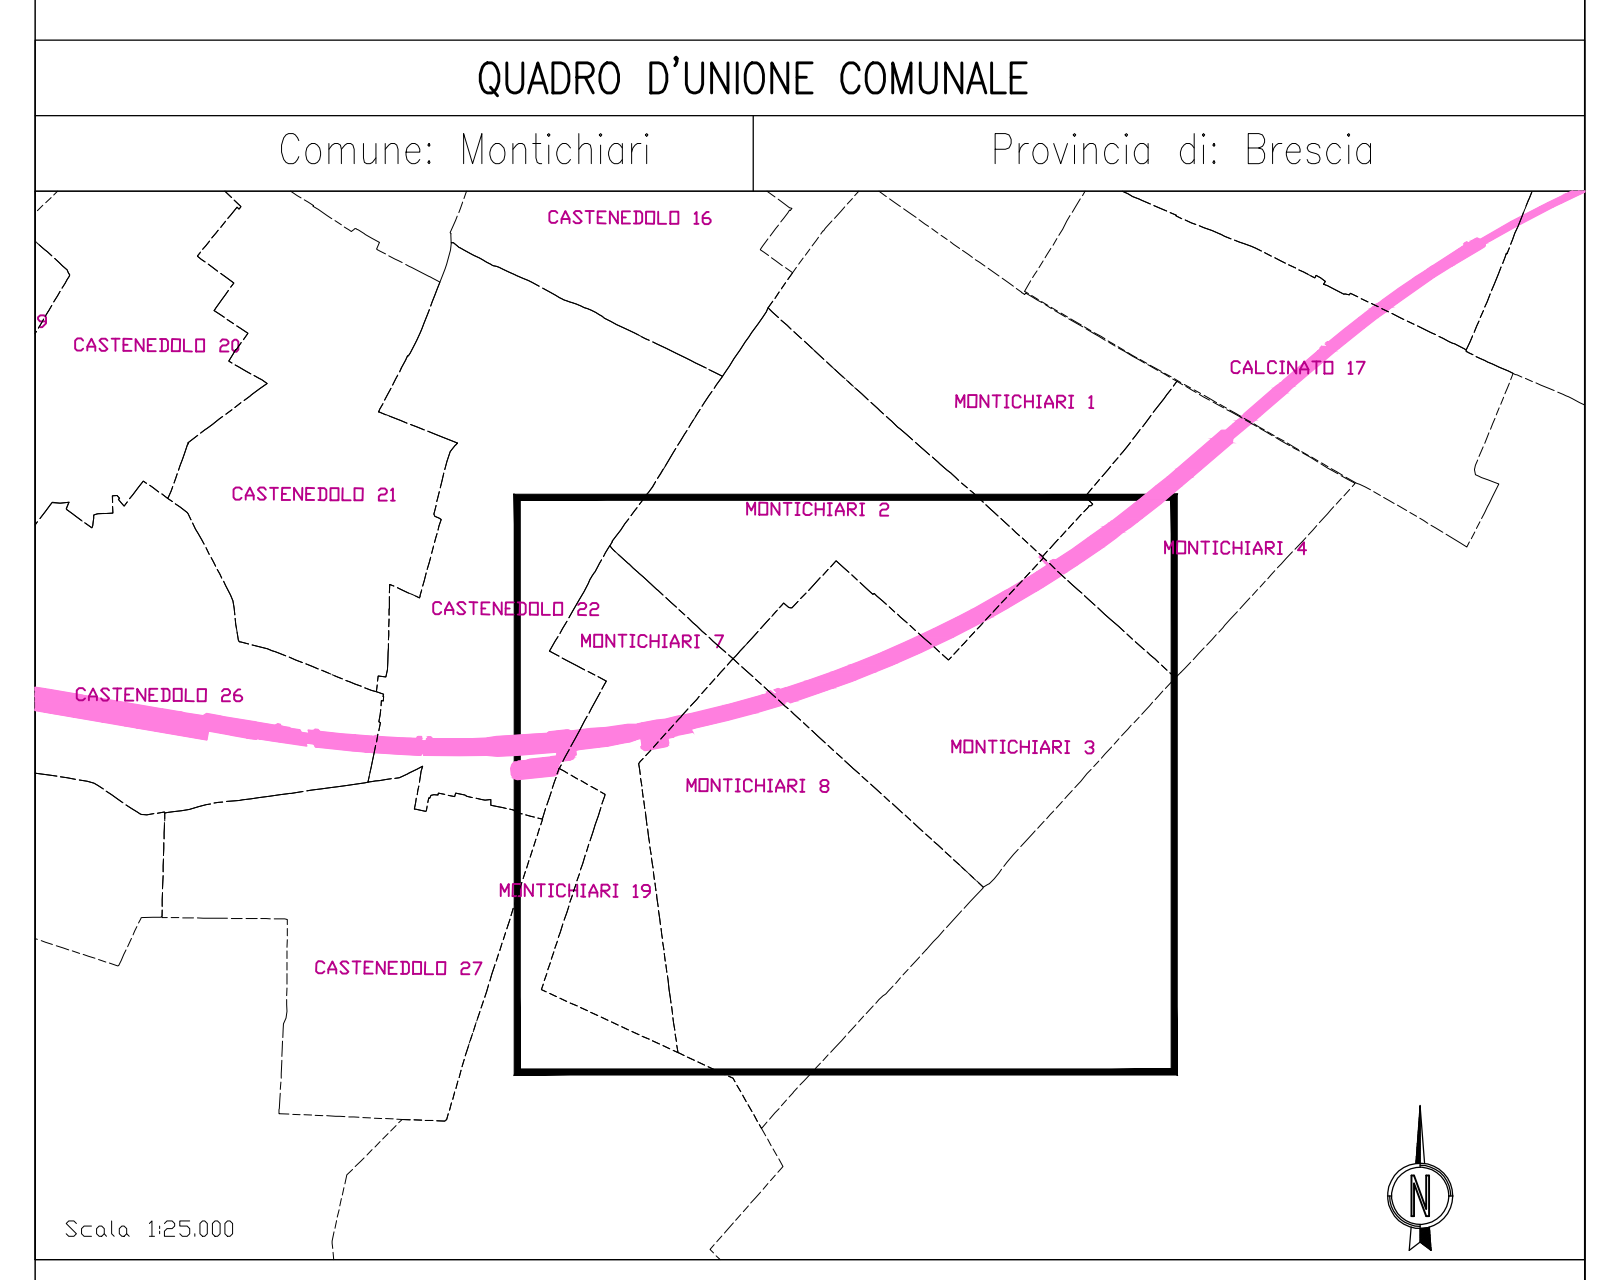 QUADRO D'UNIONE COMUNALE
Comune: Montichiari
Provincia di: Brescia
CASTENEDOLO 16
9
CASTENEDOLO 20
CALCINATO 17
MONTICHIARI 1
CASTENEDOLO 21
MONTICHIARI 2
MONTICHIARI 4
CASTENEDOLO 22
MONTICHIARI 7
CASTENEDOLO 26
MONTICHIARI 3
MONTICHIARI 8
MONTICHIARI 19
CASTENEDOLO 27
N
Scala 1:25.000